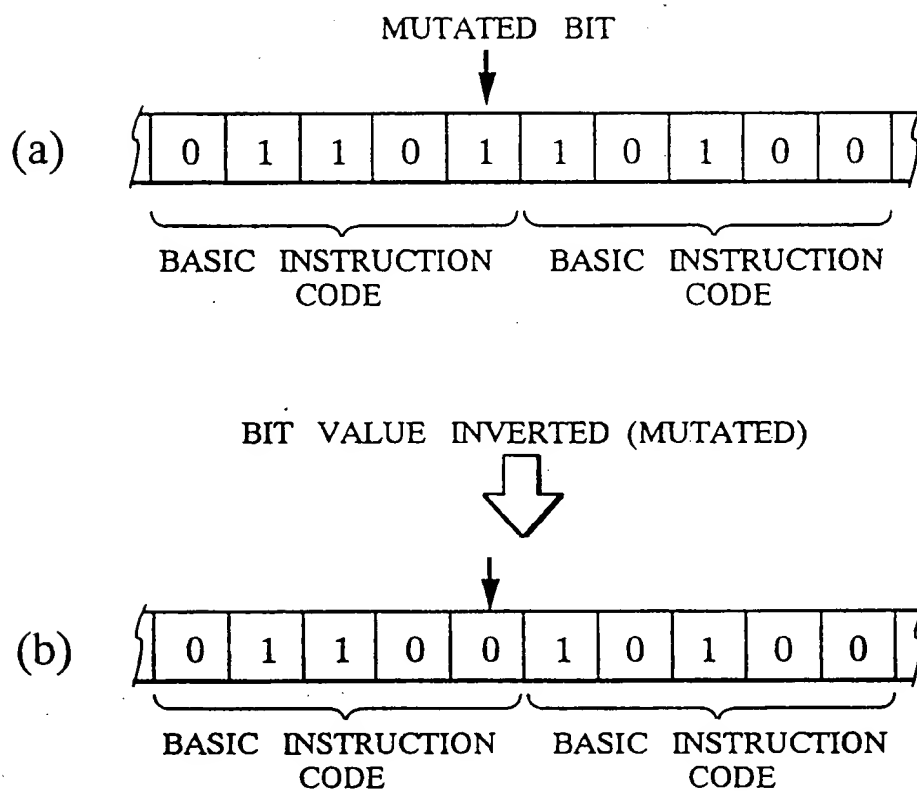 MUTATED BIT
(a) 0 1 1 0 1 1 0 1 0 0
BASIC INSTRUCTION BASIC INSTRUCTION
CODE CODE
BIT VALUE INVERTED (MUTATED)
(b) 0 1 1 0 0 1 0 1 0 0
BASIC INSTRUCTION BASIC INSTRUCTION
CODE CODE